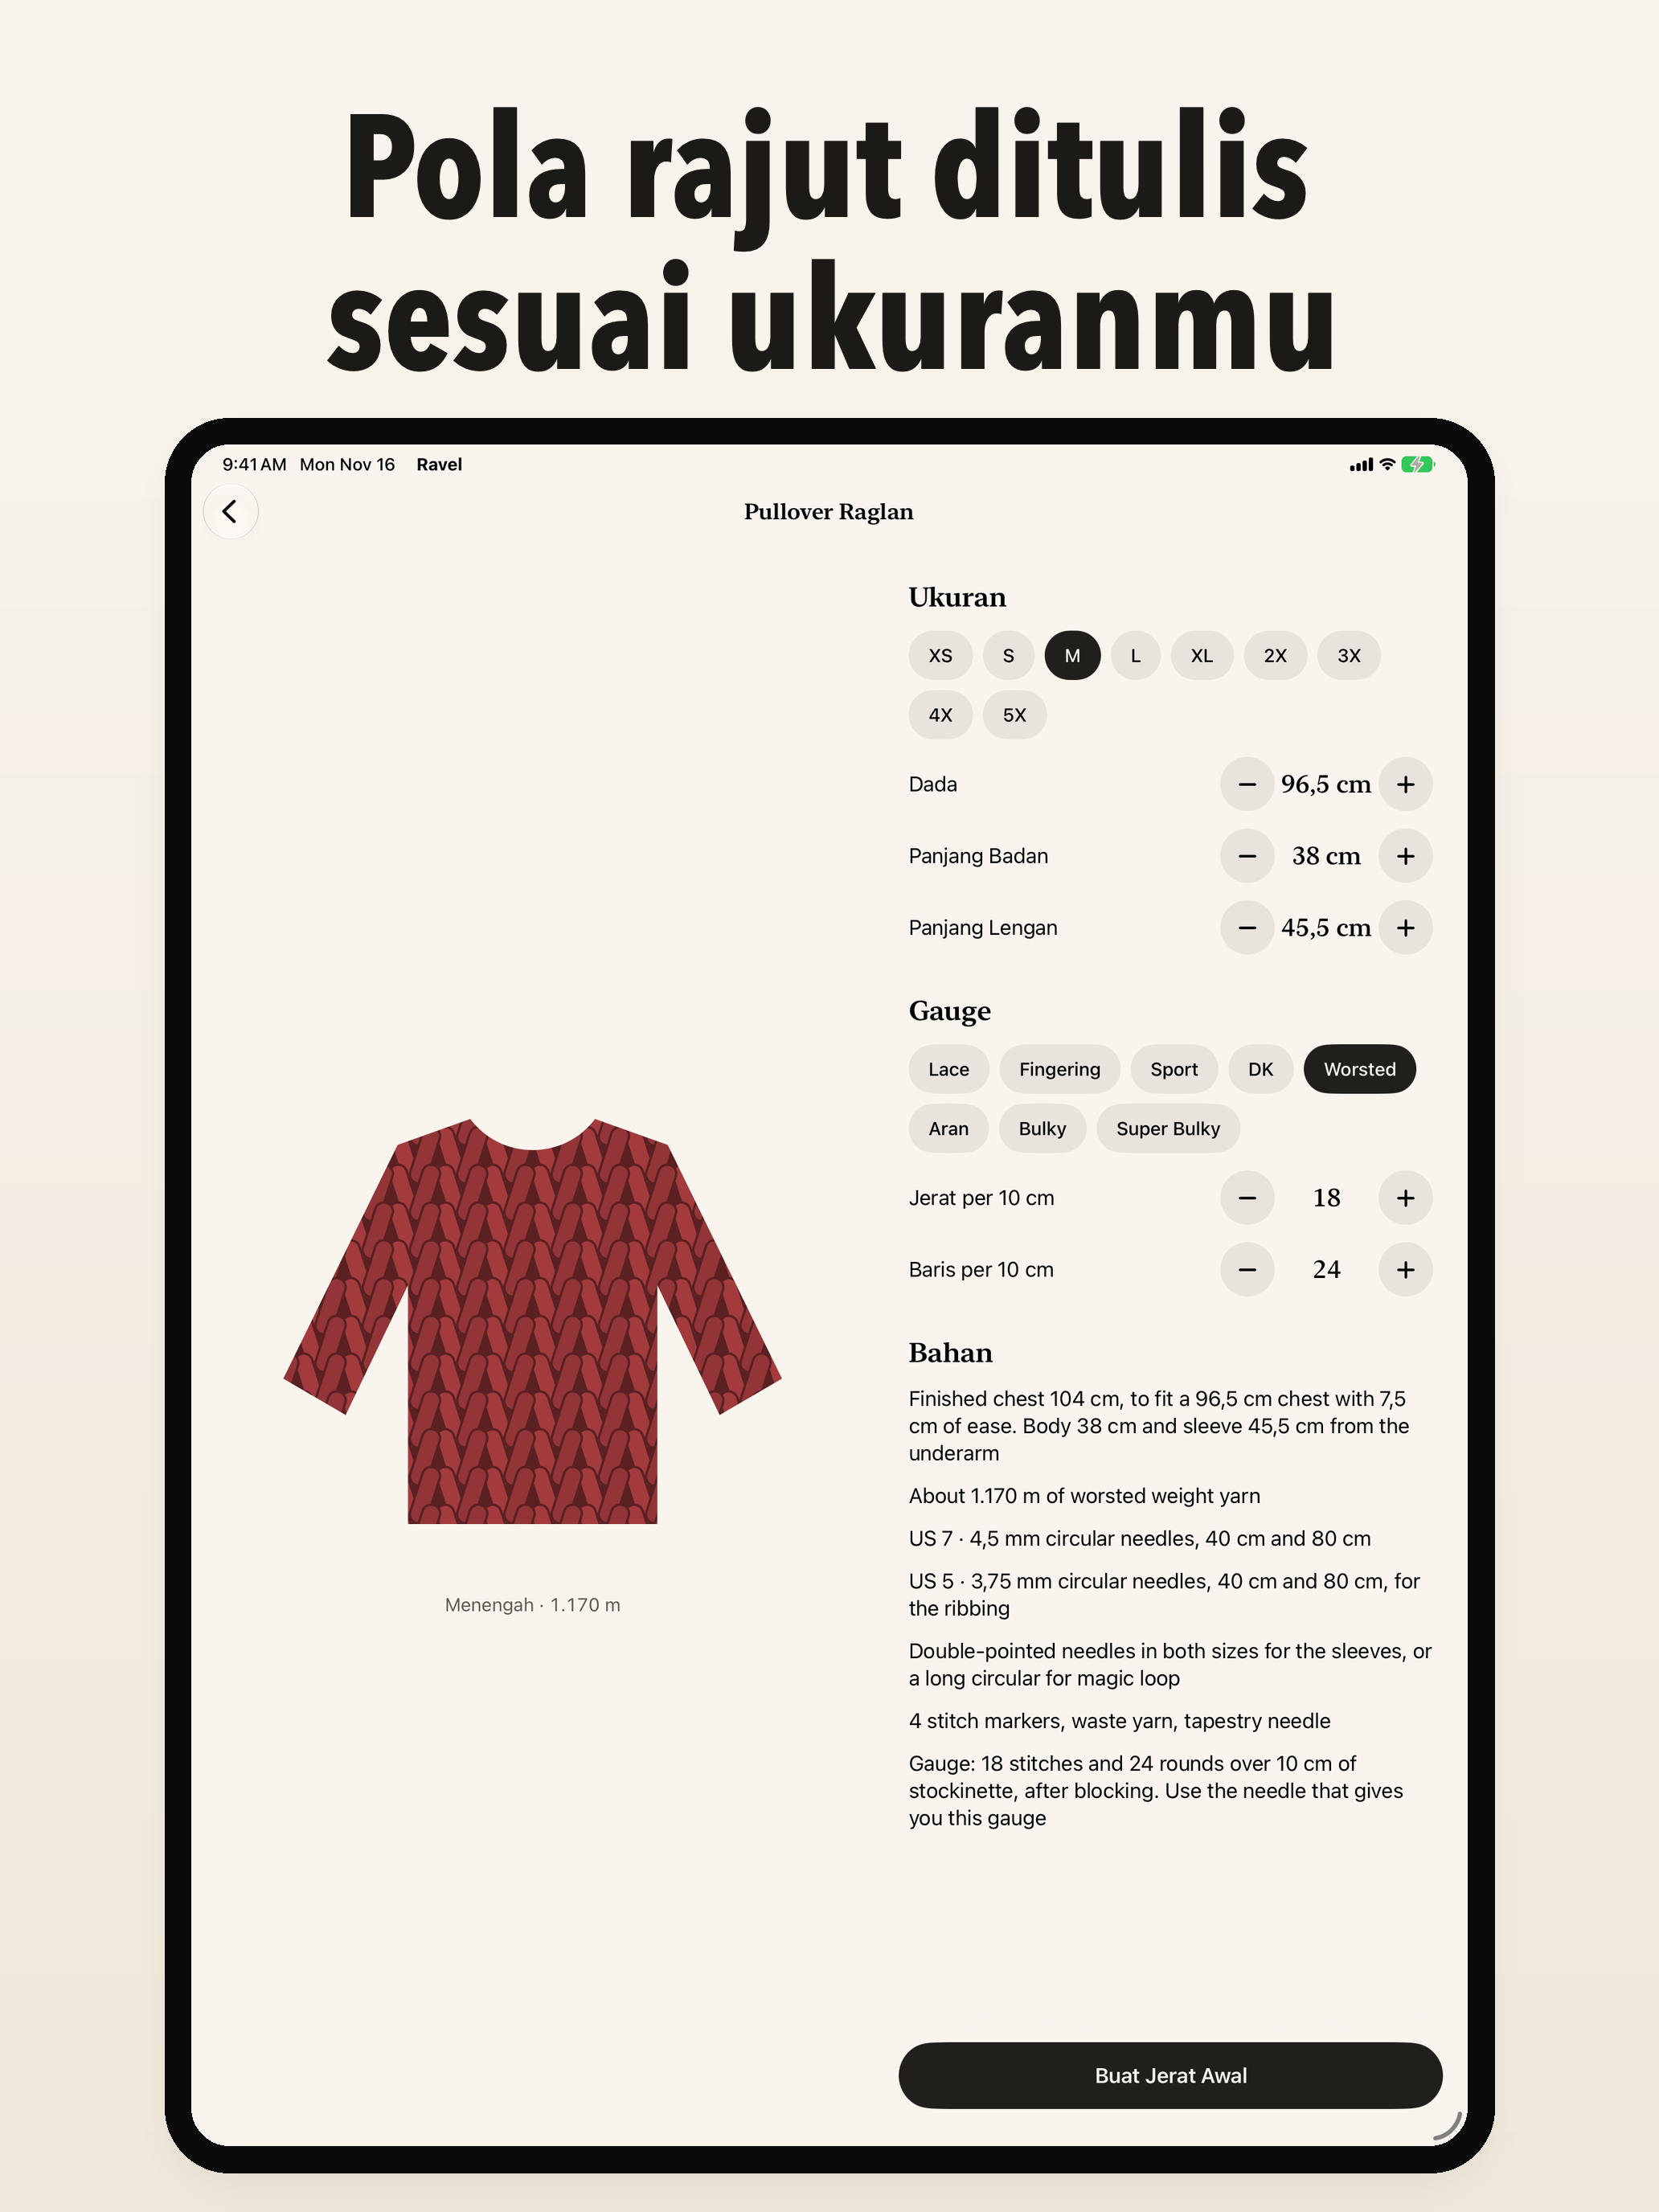 Pola rajut ditulis
sesuai ukuranmu
9:41 AM Mon Nov 16 Ravel
Pullover Raglan
Ukuran
XS S M L XL 2X 3X
4X 5X
Dada − 96,5 cm +
Panjang Badan − 38 cm +
Panjang Lengan − 45,5 cm +
Gauge
Lace Fingering Sport DK Worsted
Aran Bulky Super Bulky
Jerat per 10 cm − 18 +
Baris per 10 cm − 24 +
Bahan
Finished chest 104 cm, to fit a 96,5 cm chest with 7,5
cm of ease. Body 38 cm and sleeve 45,5 cm from the
underarm
About 1.170 m of worsted weight yarn
US 7 · 4,5 mm circular needles, 40 cm and 80 cm
US 5 · 3,75 mm circular needles, 40 cm and 80 cm, for
the ribbing
Double-pointed needles in both sizes for the sleeves, or
a long circular for magic loop
4 stitch markers, waste yarn, tapestry needle
Gauge: 18 stitches and 24 rounds over 10 cm of
stockinette, after blocking. Use the needle that gives
you this gauge
Menengah · 1.170 m
Buat Jerat Awal